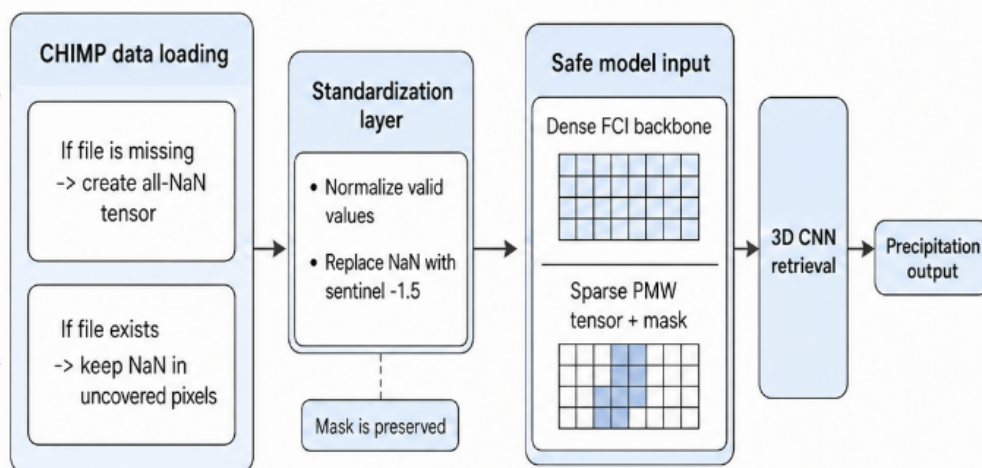 CHIMP data loading
If file is missing
-> create all-NaN
tensor
If file exists
-> keep NaN in
uncovered pixels
Standardization
layer
• Normalize valid
values
• Replace NaN with
sentinel -1.5
Mask is preserved
Safe model input
Dense FCI backbone
Sparse PMW
tensor + mask
3D CNN
retrieval
Precipitation
output